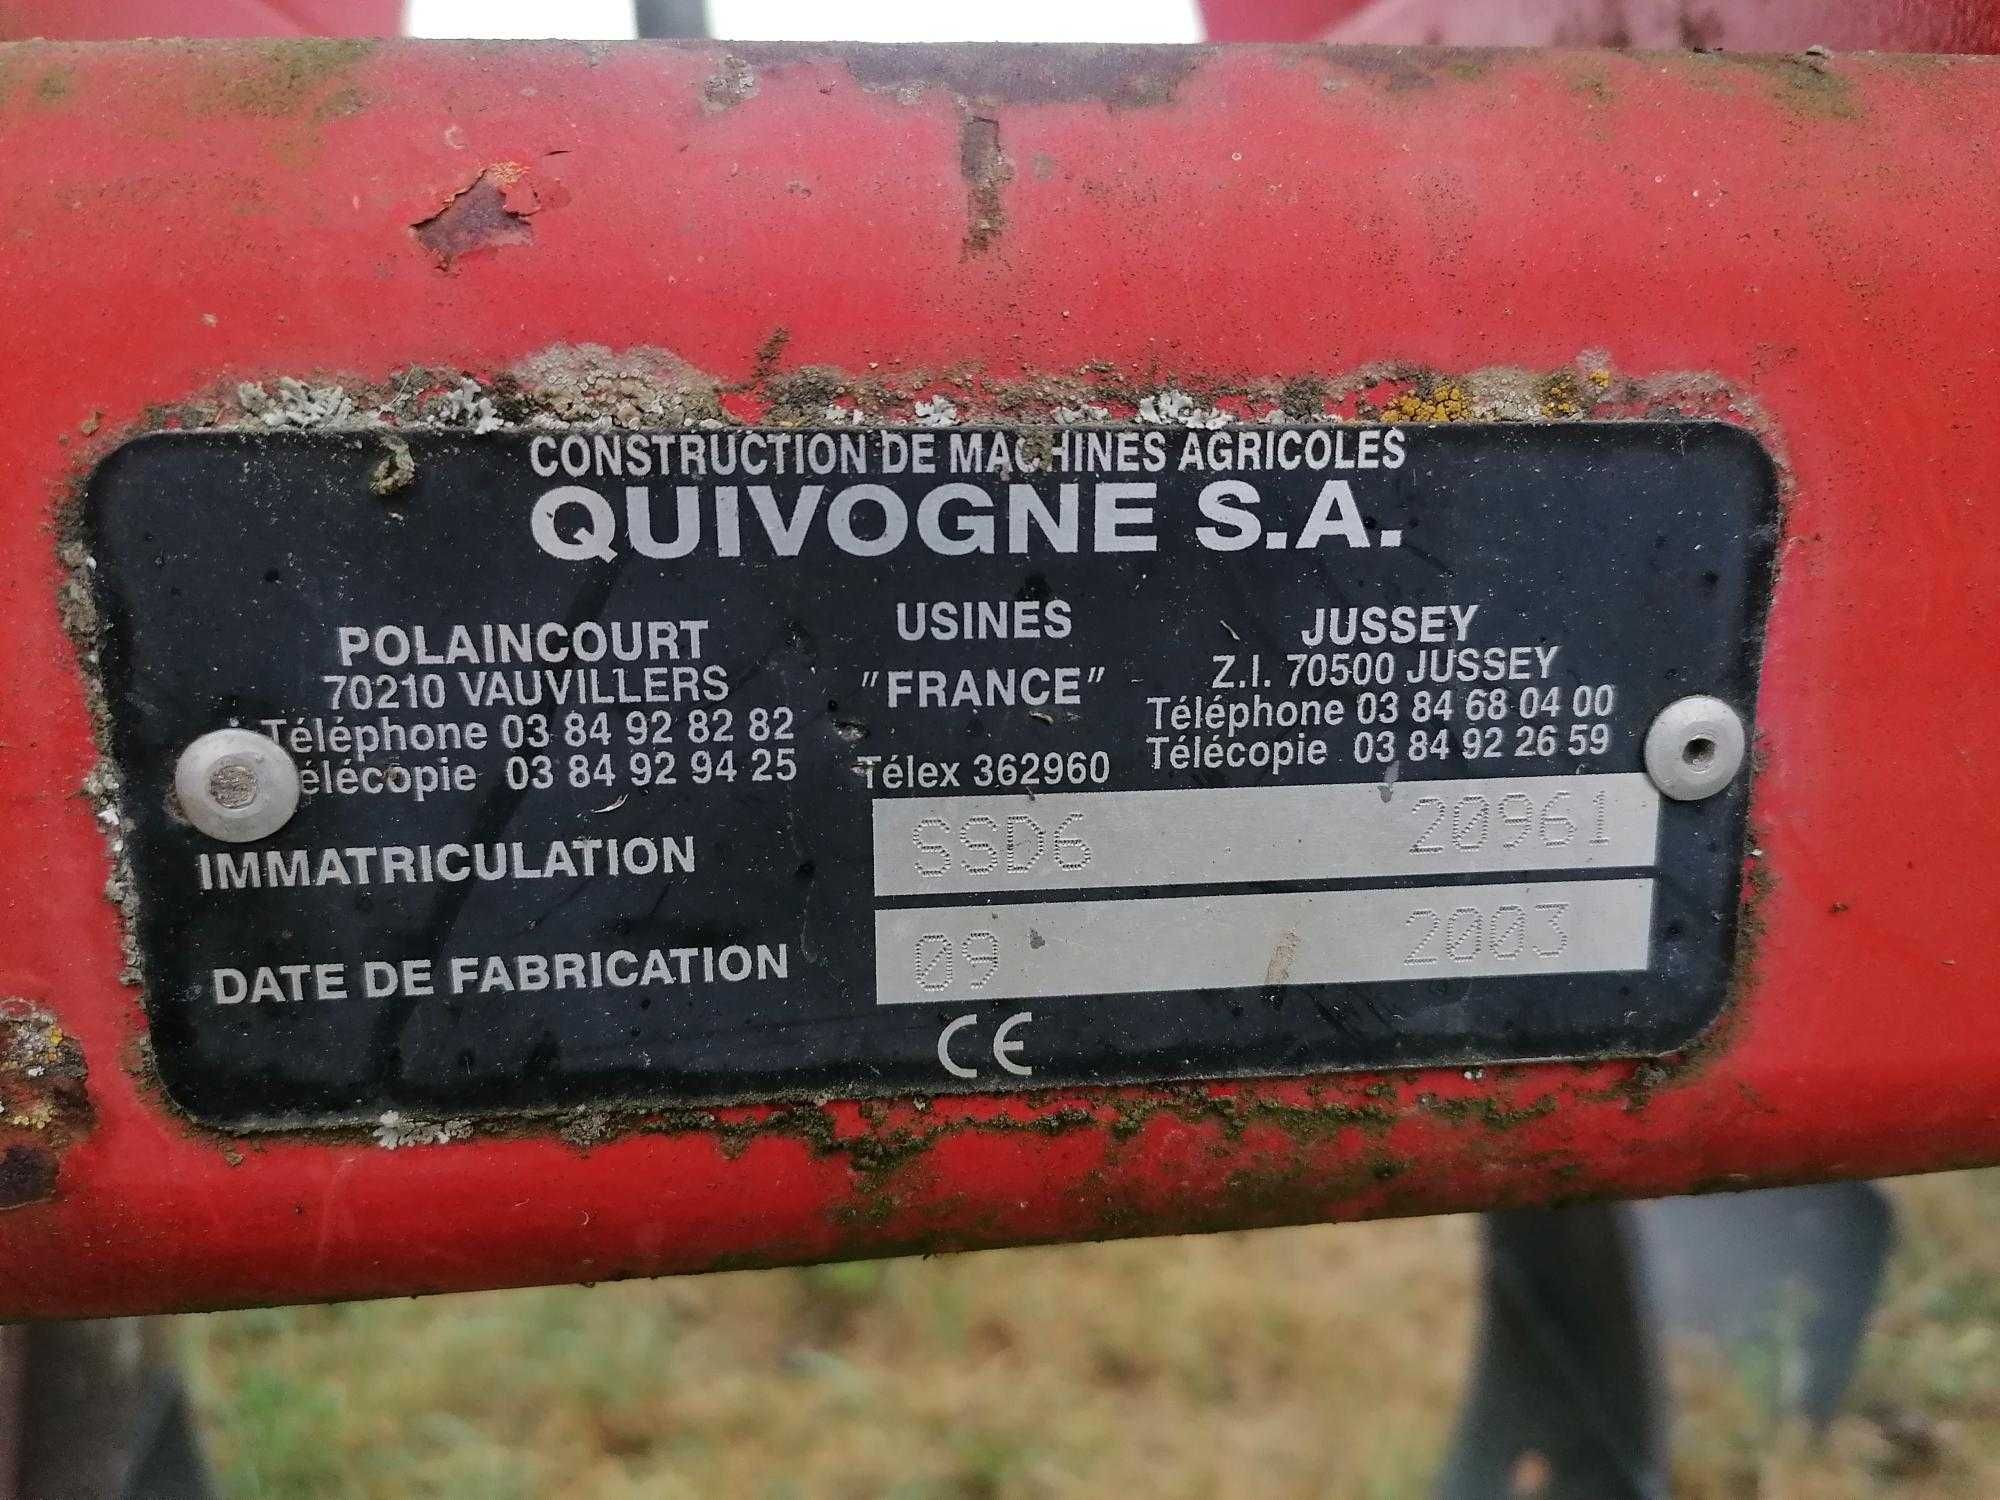 CONSTRUCTION DE MACHINES AGRICOLES
QUIVOGNE S.A.
POLAINCOURT
70210 VAUVILLERS
Téléphone 03 84 92 82 82
Télécopie 03 84 92 94 25
USINES
"FRANCE"
Télex 362960
JUSSEY
Z.I. 70500 JUSSEY
Téléphone 03 84 68 04 00
Télécopie 03 84 92 26 59
IMMATRICULATION SSD6 20961
DATE DE FABRICATION 09 2003
CE